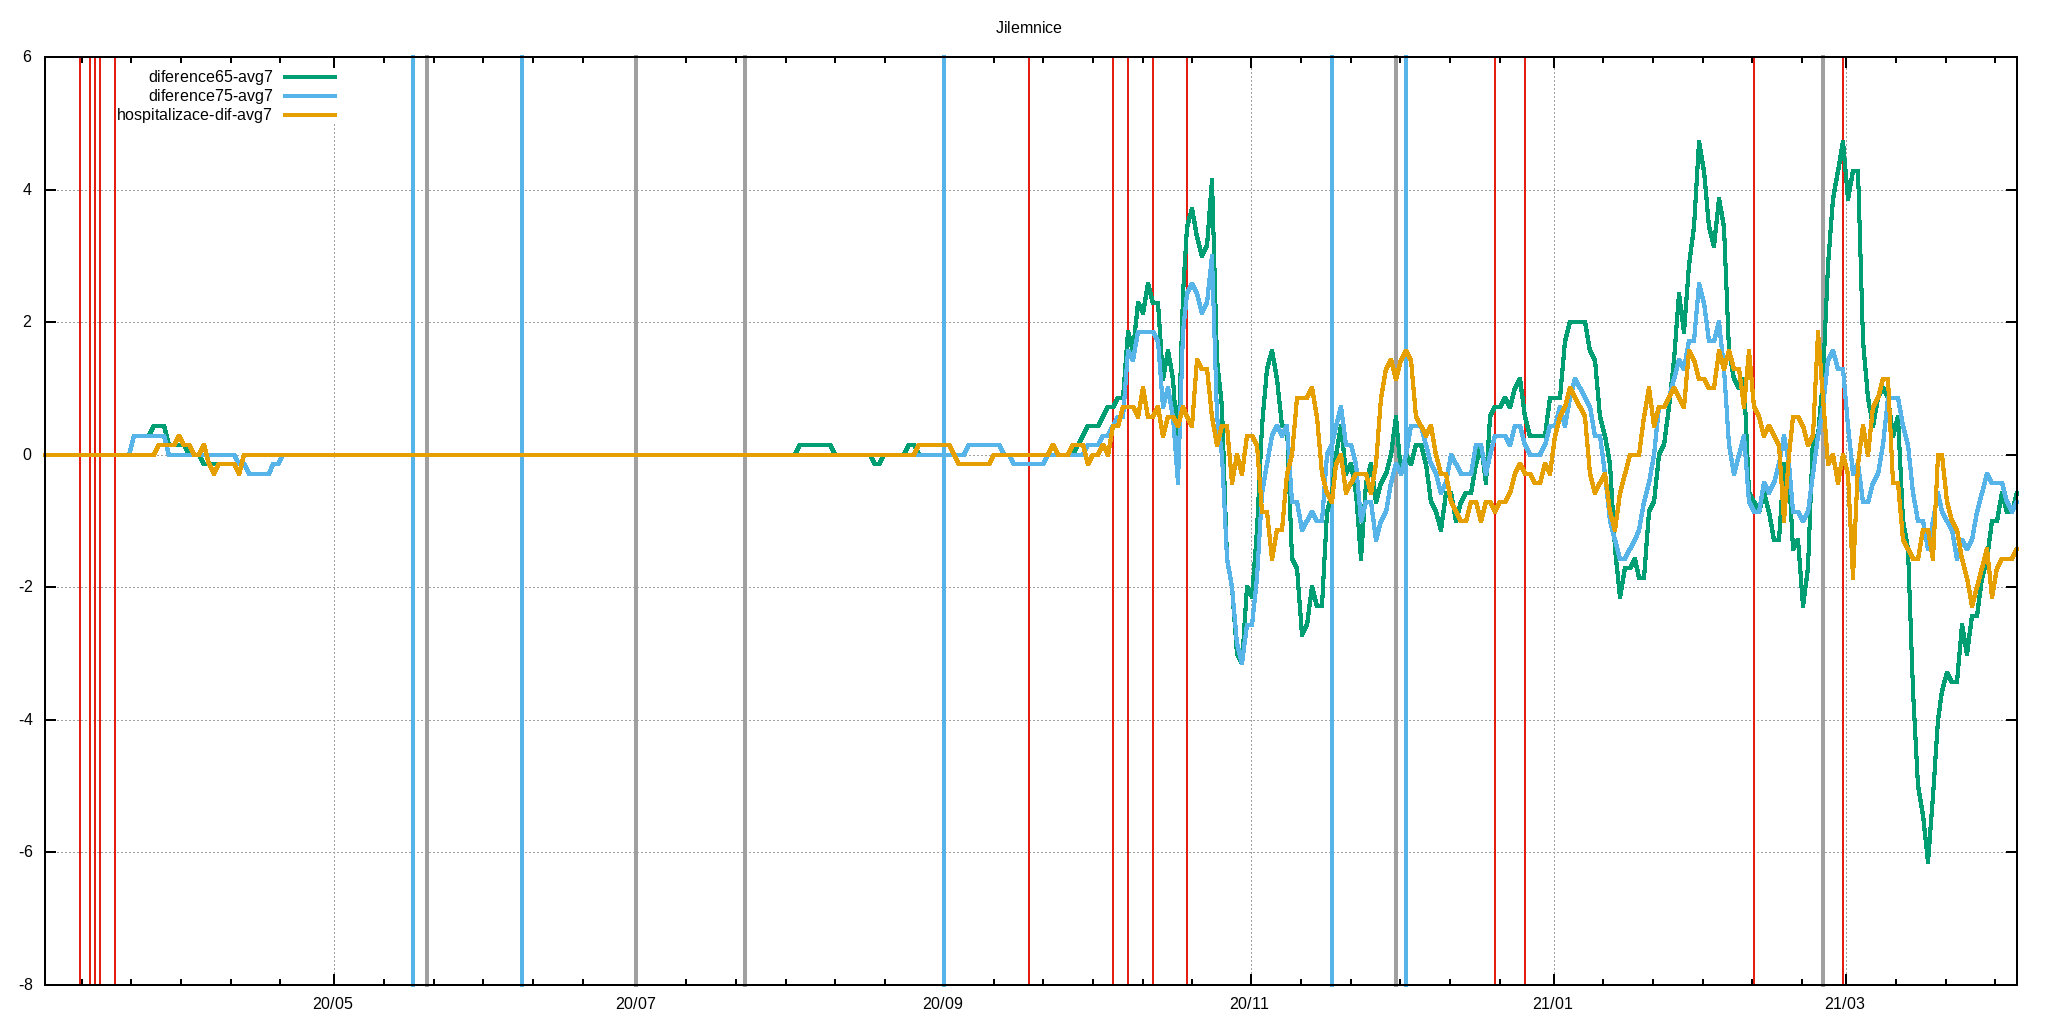 Jilemnice
6
diference65-avg7
diference75-avg7
hospitalizace-dif-avg7
4
2
0
-2
-4
-6
-8
20/05 20/07 20/09 20/11 21/01 21/03